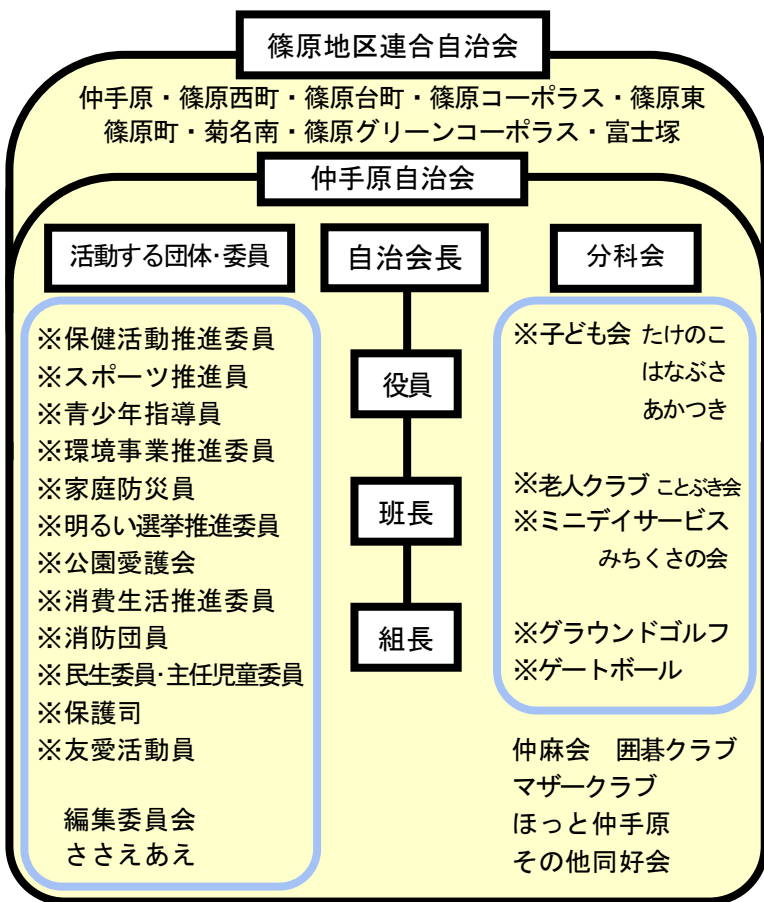 篠原地区連合自治会
仲手原・篠原西町・篠原台町・篠原コーポラス・篠原東
篠原町・菊名南・篠原グリーンコーポラス・富士塚
仲手原自治会
活動する団体・委員
※保健活動推進委員
※スポーツ推進員
※青少年指導員
※環境事業推進委員
※家庭防災員
※明るい選挙推進委員
※公園愛護会
※消費生活推進委員
※消防団員
※民生委員・主任児童委員
※保護司
※友愛活動員
編集委員会
ささえあえ
自治会長
役員
班長
組長
分科会
※子ども会 たけのこ
はなぶさ
あかつき
※老人クラブ ことぶき会
※ミニデイサービス
みちくさの会
※グラウンドゴルフ
※ゲートボール
仲麻会　囲碁クラブ
マザークラブ
ほっと仲手原
その他同好会